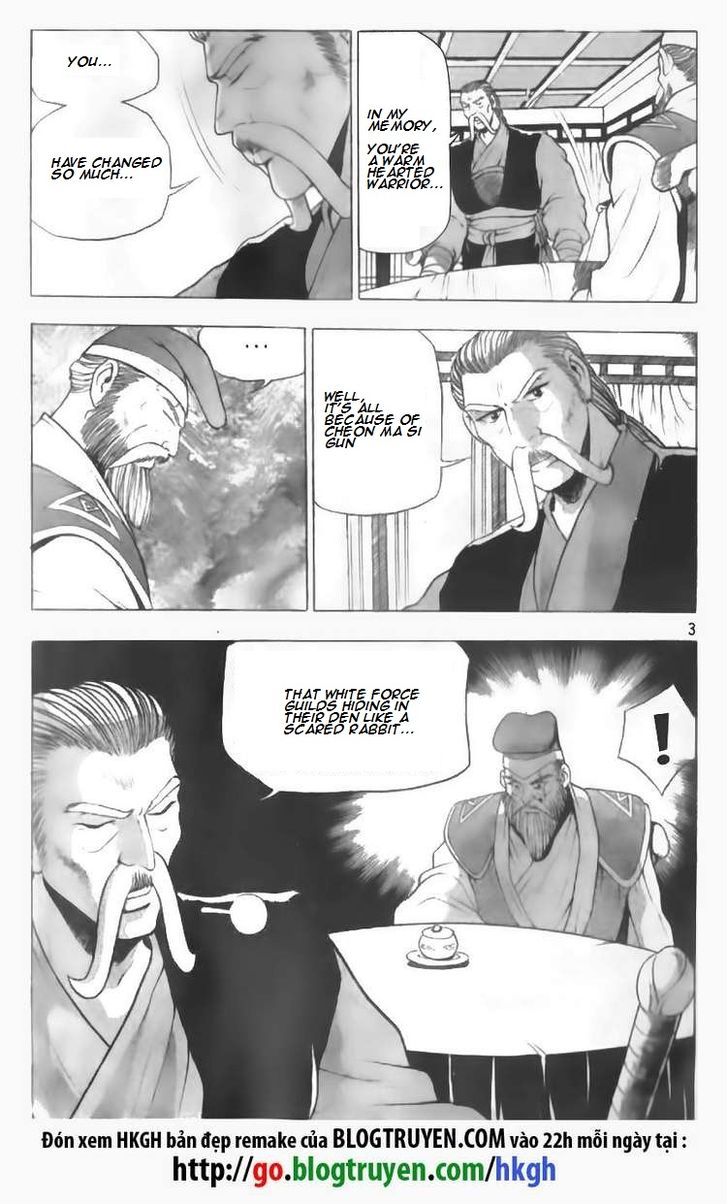 YOU...
HAVE CHANGED
SO MUCH...
IN MY
MEMORY,
YOU'RE
A WARM
HEARTED
WARRIOR...
...
WELL,
IT'S ALL
BECAUSE OF
CHEON MA SI
GUN
3
THAT WHITE FORCE
GUILDS HIDING IN
THEIR DEN LIKE A
SCARED RABBIT...
!
Đón xem HKGH bản đẹp remake của BLOGTRUYEN.COM vào 22h mỗi ngày tại :
http://go.blogtruyen.com/hkgh